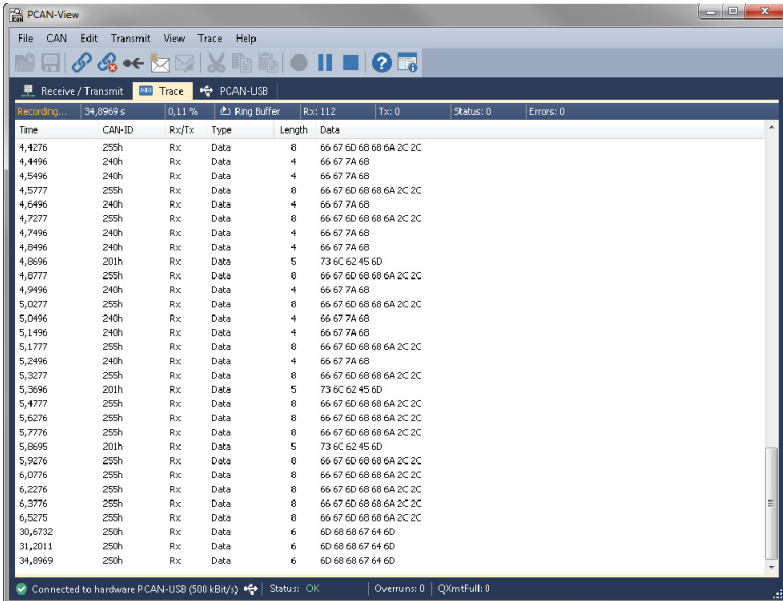 PCAN-View
File CAN Edit Transmit View Trace Help
Receive / Transmit Trace PCAN-USB
Recording... 34,8969 s 0,11 % Ring Buffer Rx: 112 Tx: 0 Status: 0 Errors: 0
Time CAN-ID Rx/Tx Type Length Data
4,4276 255h Rx Data 8 66 67 6D 68 68 6A 2C 2C
4,4496 240h Rx Data 4 66 67 7A 68
4,5496 240h Rx Data 4 66 67 7A 68
4,5777 255h Rx Data 8 66 67 6D 68 68 6A 2C 2C
4,6496 240h Rx Data 4 66 67 7A 68
4,7277 255h Rx Data 8 66 67 6D 68 68 6A 2C 2C
4,7496 240h Rx Data 4 66 67 7A 68
4,8496 240h Rx Data 4 66 67 7A 68
4,8696 201h Rx Data 5 73 6C 62 45 6D
4,8777 255h Rx Data 8 66 67 6D 68 68 6A 2C 2C
4,9496 240h Rx Data 4 66 67 7A 68
5,0277 255h Rx Data 8 66 67 6D 68 68 6A 2C 2C
5,0496 240h Rx Data 4 66 67 7A 68
5,1496 240h Rx Data 4 66 67 7A 68
5,1777 255h Rx Data 8 66 67 6D 68 68 6A 2C 2C
5,2496 240h Rx Data 4 66 67 7A 68
5,3277 255h Rx Data 8 66 67 6D 68 68 6A 2C 2C
5,3696 201h Rx Data 5 73 6C 62 45 6D
5,4777 255h Rx Data 8 66 67 6D 68 68 6A 2C 2C
5,6276 255h Rx Data 8 66 67 6D 68 68 6A 2C 2C
5,7776 255h Rx Data 8 66 67 6D 68 68 6A 2C 2C
5,8695 201h Rx Data 5 73 6C 62 45 6D
5,9276 255h Rx Data 8 66 67 6D 68 68 6A 2C 2C
6,0776 255h Rx Data 8 66 67 6D 68 68 6A 2C 2C
6,2276 255h Rx Data 8 66 67 6D 68 68 6A 2C 2C
6,3776 255h Rx Data 8 66 67 6D 68 68 6A 2C 2C
6,5275 255h Rx Data 8 66 67 6D 68 68 6A 2C 2C
30,6732 250h Rx Data 6 6D 68 68 67 64 6D
31,2011 250h Rx Data 6 6D 68 68 67 64 6D
34,8969 250h Rx Data 6 6D 68 68 67 64 6D
Connected to hardware PCAN-USB (500 kBit/s) Status: OK Overruns: 0 QXmtFull: 0